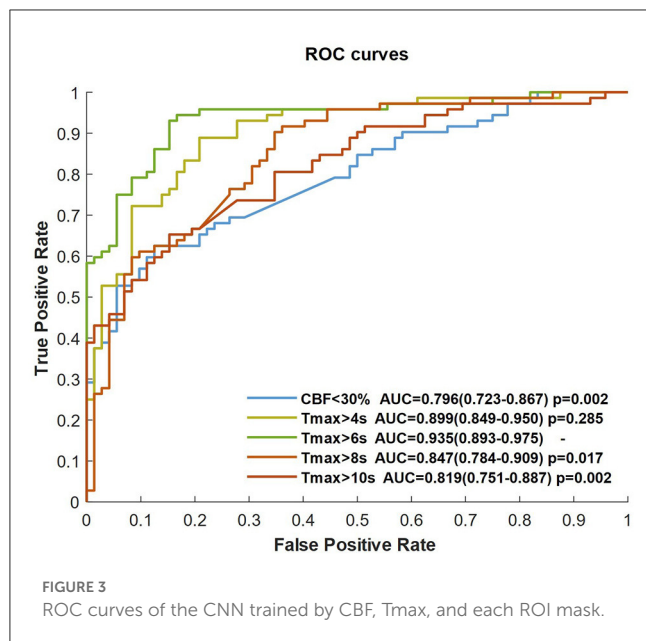 ROC curves
1
0.9
0.8
0.7
0.6
0.5
0.4
0.3
0.2
0.1
0
True Positive Rate
CBF<30% AUC=0.796(0.723-0.867) p=0.002
Tmax>4s AUC=0.899(0.849-0.950) p=0.285
Tmax>6s AUC=0.935(0.893-0.975) -
Tmax>8s AUC=0.847(0.784-0.909) p=0.017
Tmax>10s AUC=0.819(0.751-0.887) p=0.002
0 0.1 0.2 0.3 0.4 0.5 0.6 0.7 0.8 0.9 1
False Positive Rate
FIGURE 3
ROC curves of the CNN trained by CBF, Tmax, and each ROI mask.